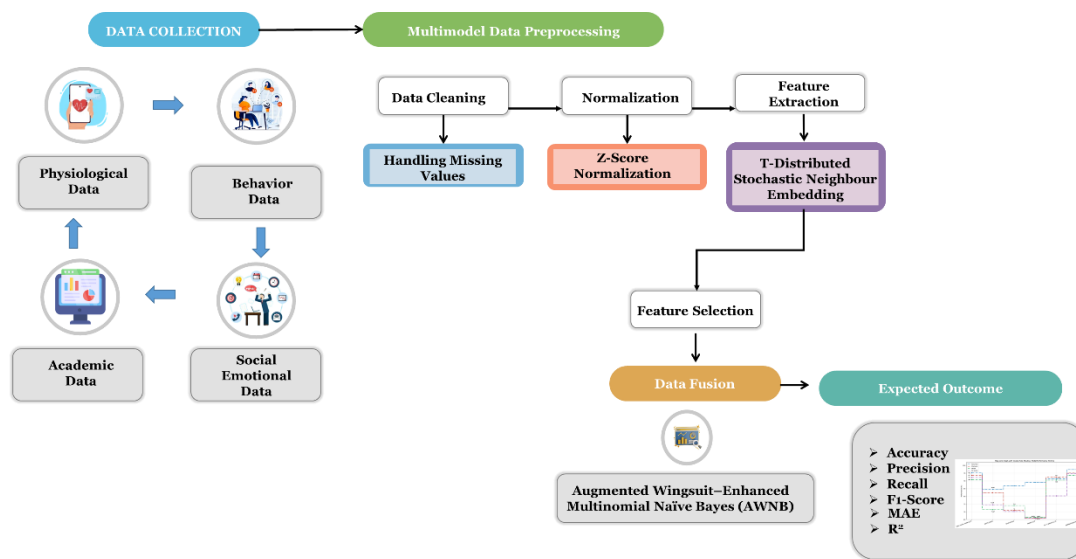 DATA COLLECTION
Multimodel Data Preprocessing
Physiological
Data
Behavior
Data
Academic
Data
Social
Emotional
Data
Data Cleaning
Normalization
Feature
Extraction
Handling Missing
Values
Z-Score
Normalization
T-Distributed
Stochastic Neighbour
Embedding
Feature Selection
Data Fusion
Expected Outcome
Augmented Wingsuit–Enhanced
Multinomial Naïve Bayes (AWNB)
➢ Accuracy
➢ Precision
➢ Recall
➢ F1-Score
➢ MAE
➢ R²